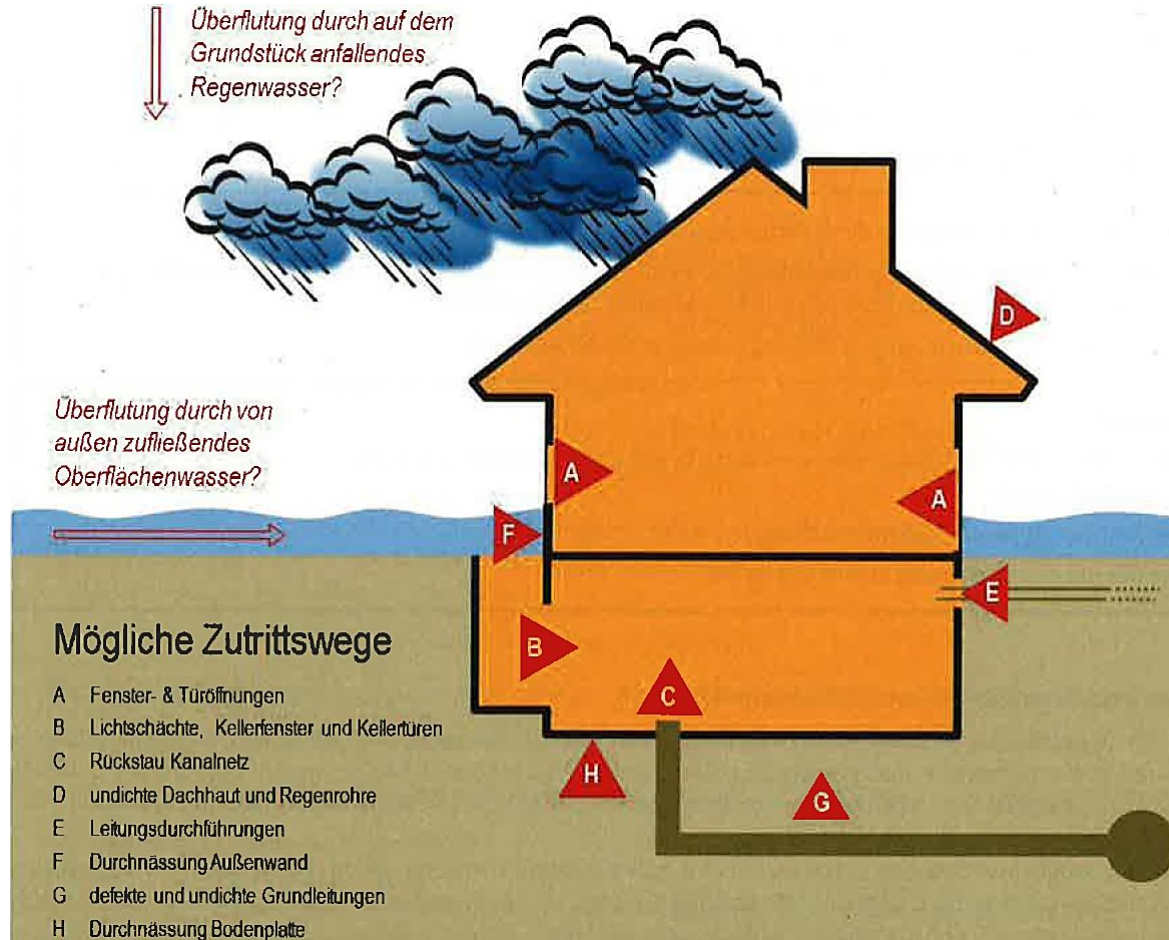 Überflutung durch auf dem
Grundstück anfallendes
Regenwasser?
D
Überflutung durch von
außen zufließendes
Oberflächenwasser?
A
A
F
E
B
C
H
G
Mögliche Zutrittswege
A Fenster- & Türöffnungen
B Lichtschächte, Kellerfenster und Kellertüren
C Rückstau Kanalnetz
D undichte Dachhaut und Regenrohre
E Leitungsdurchführungen
F Durchnässung Außenwand
G defekte und undichte Grundleitungen
H Durchnässung Bodenplatte